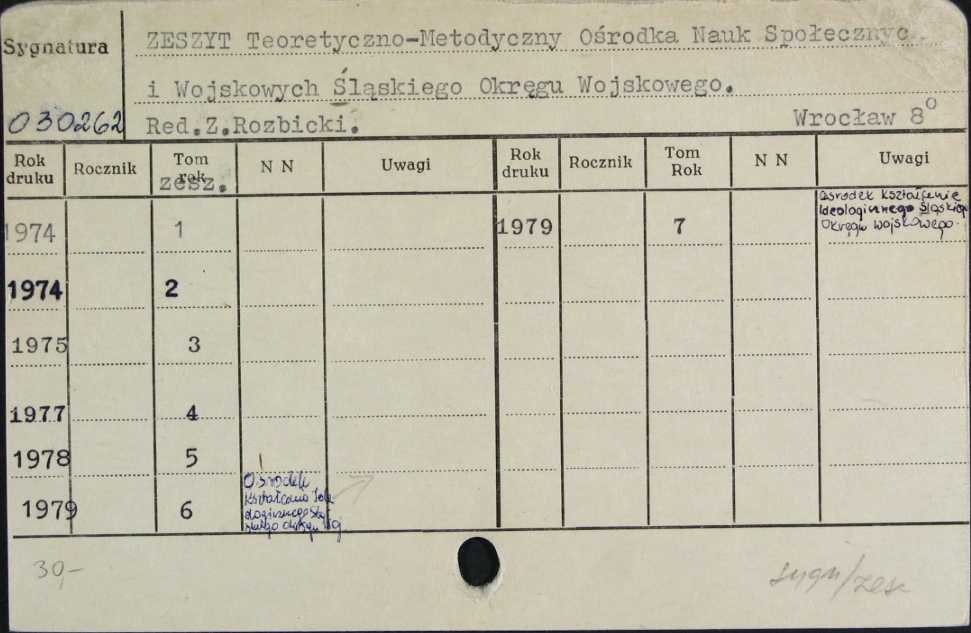 Sygnatura
ZESZYT Teoretyczno-Metodyczny Ośrodka Nauk Społecznyc
i Wojskowych Śląskiego Okręgu Wojskowego.
030262 Red.Z.Rozbicki. Wrocław 8°
Rok druku Rocznik Tom rok zesz. N N Uwagi Rok druku Rocznik Tom Rok N N Uwagi
1974 1 1979 7 Ośrodek Kształcenie
Ideologicznego Śląskiego
Okręgu Wojskowego.
1974 2
1975 3
1977 4
1978 5
1979 6 Ośrodek
30,-
sygn/zesz